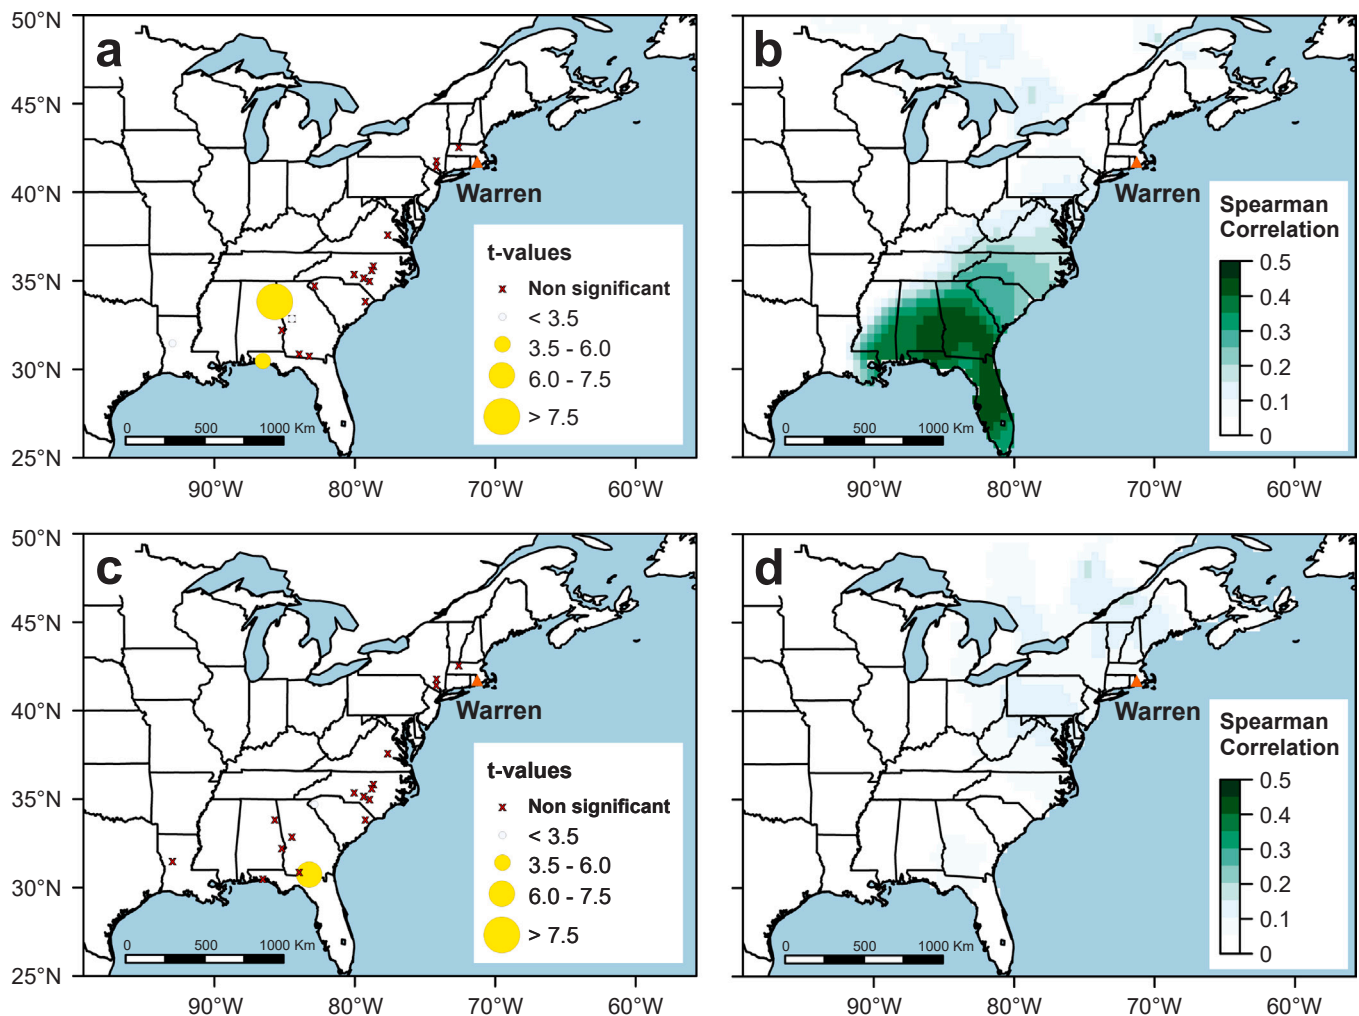 a
50°N
45°N
40°N
35°N
30°N
25°N
90°W
80°W
70°W
60°W
Warren
t-values
Non significant
< 3.5
3.5 - 6.0
6.0 - 7.5
> 7.5
0 500 1000 Km
b
90°W
80°W
70°W
60°W
Warren
Spearman
Correlation
0.5
0.4
0.3
0.2
0.1
0
0 500 1000 Km
c
50°N
45°N
40°N
35°N
30°N
25°N
90°W
80°W
70°W
60°W
Warren
t-values
Non significant
< 3.5
3.5 - 6.0
6.0 - 7.5
> 7.5
0 500 1000 Km
d
90°W
80°W
70°W
60°W
Warren
Spearman
Correlation
0.5
0.4
0.3
0.2
0.1
0
0 500 1000 Km